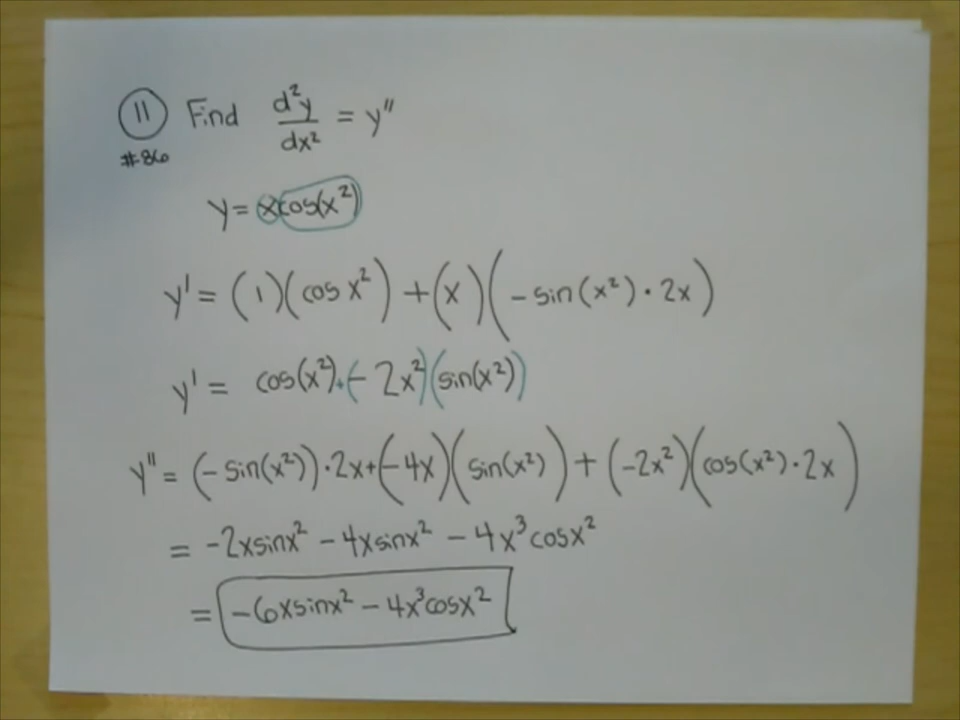 11 Find d²y/dx² = y"
#86
y = xcos(x²)
y' = (1)(cos x²) + (x)(-sin(x²)·2x)
y' = cos(x²)+(-2x²)(sin(x²))
y" = (-sin(x²))·2x+(-4x)(sin(x²)) + (-2x²)(cos(x²)·2x)
= -2xsinx² - 4xsinx² - 4x³cosx²
= -6xsinx² - 4x³cosx²